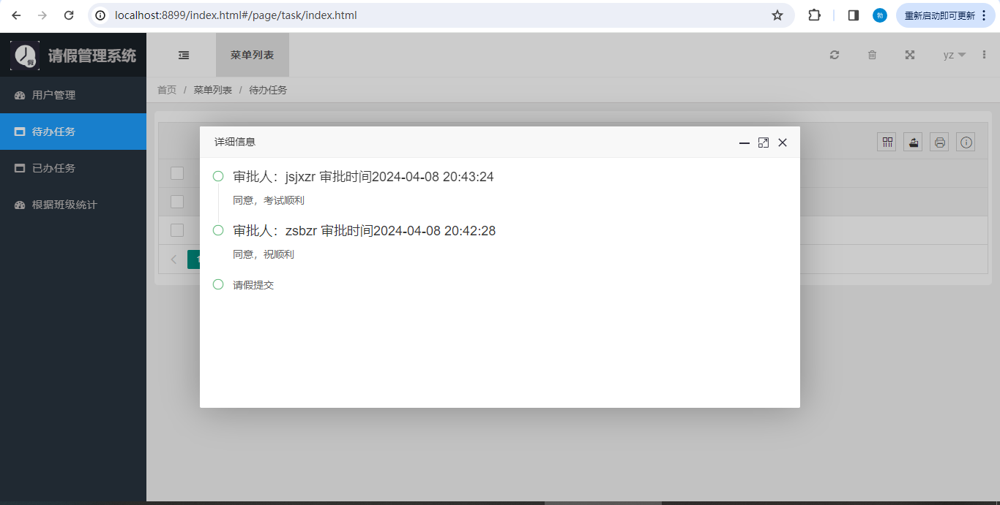 localhost:8899/index.html#/page/task/index.html
勃
重新启动即可更新
假
请假管理系统
菜单列表
yz
首页 / 菜单列表 / 待办任务
用户管理
待办任务
已办任务
根据班级统计
详细信息
审批人：jsjxzr 审批时间2024-04-08 20:43:24
同意，考试顺利
审批人：zsbzr 审批时间2024-04-08 20:42:28
同意，祝顺利
请假提交